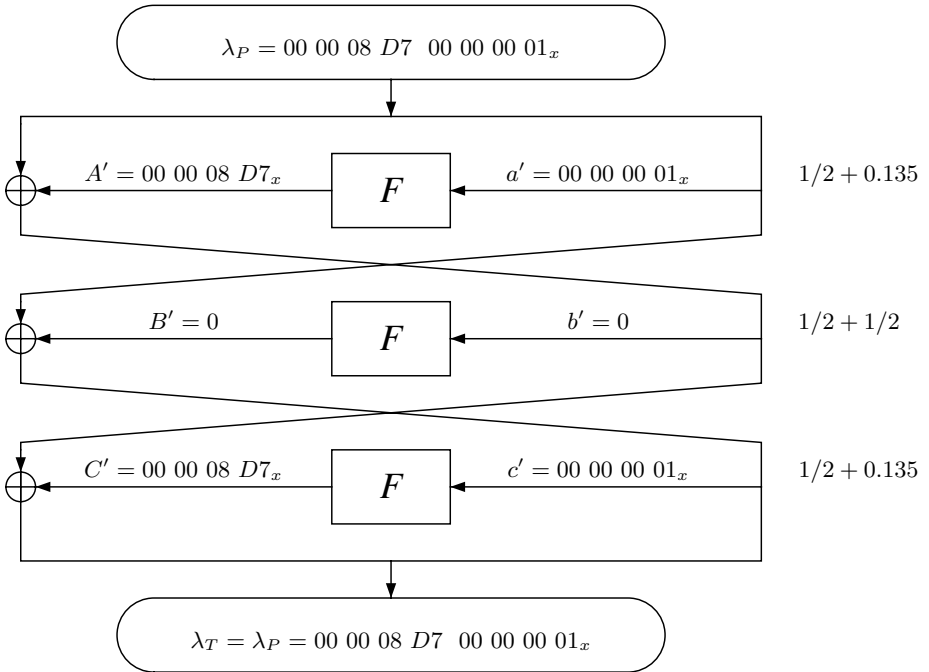 λ_P = 00 00 08 D7 00 00 00 01_x
A′ = 00 00 08 D7_x F a′ = 00 00 00 01_x 1/2 + 0.135
B′ = 0 F b′ = 0 1/2 + 1/2
C′ = 00 00 08 D7_x F c′ = 00 00 00 01_x 1/2 + 0.135
λ_T = λ_P = 00 00 08 D7 00 00 00 01_x